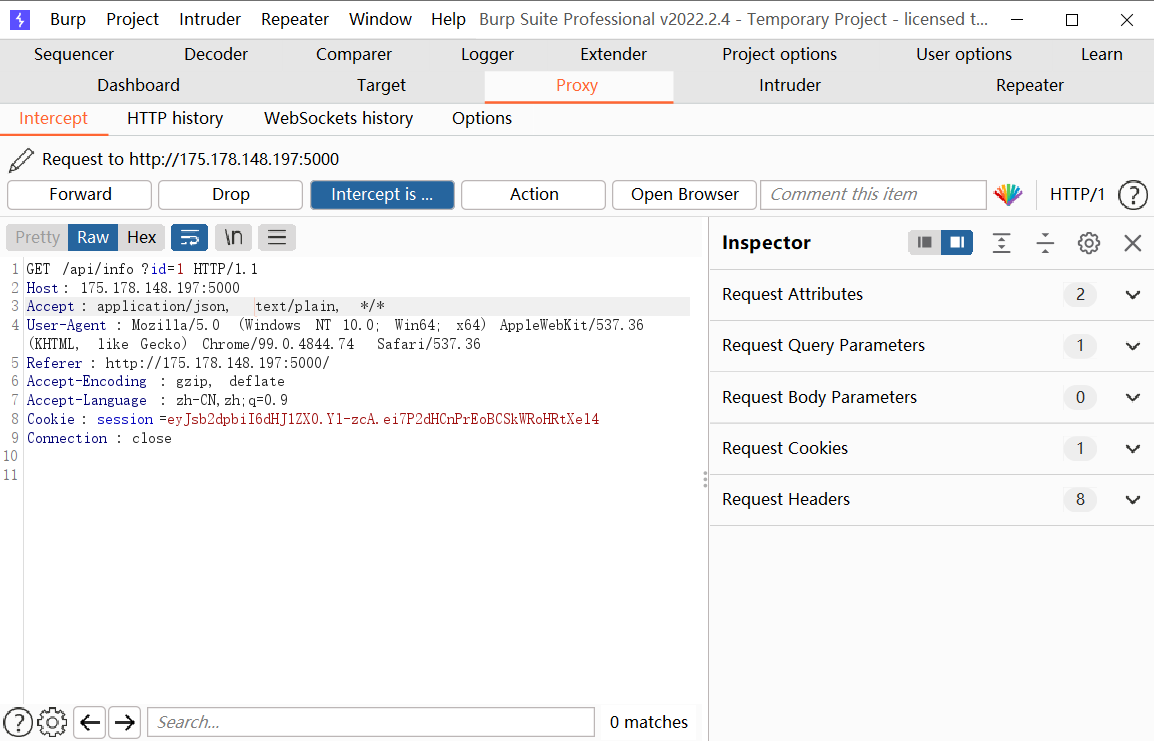 Burp Project Intruder Repeater Window Help Burp Suite Professional v2022.2.4 - Temporary Project - licensed t...
Sequencer Decoder Comparer Logger Extender Project options User options Learn
Dashboard Target Proxy Intruder Repeater
Intercept HTTP history WebSockets history Options
Request to http://175.178.148.197:5000
Forward Drop Intercept is ... Action Open Browser Comment this item HTTP/1 ?
Pretty Raw Hex \n
Inspector
1 GET /api/info ?id=1 HTTP/1.1
2 Host : 175.178.148.197:5000
3 Accept : application/json, text/plain, */*
4 User-Agent : Mozilla/5.0 (Windows NT 10.0; Win64; x64) AppleWebKit/537.36
(KHTML, like Gecko) Chrome/99.0.4844.74 Safari/537.36
5 Referer : http://175.178.148.197:5000/
6 Accept-Encoding : gzip, deflate
7 Accept-Language : zh-CN,zh;q=0.9
8 Cookie : session =eyJsb2dpbiI6dHJ1ZX0.Yl-zcA.ei7P2dHCnPrEoBCSkWRoHRtXel4
9 Connection : close
10
11
Request Attributes 2
Request Query Parameters 1
Request Body Parameters 0
Request Cookies 1
Request Headers 8
? Search... 0 matches